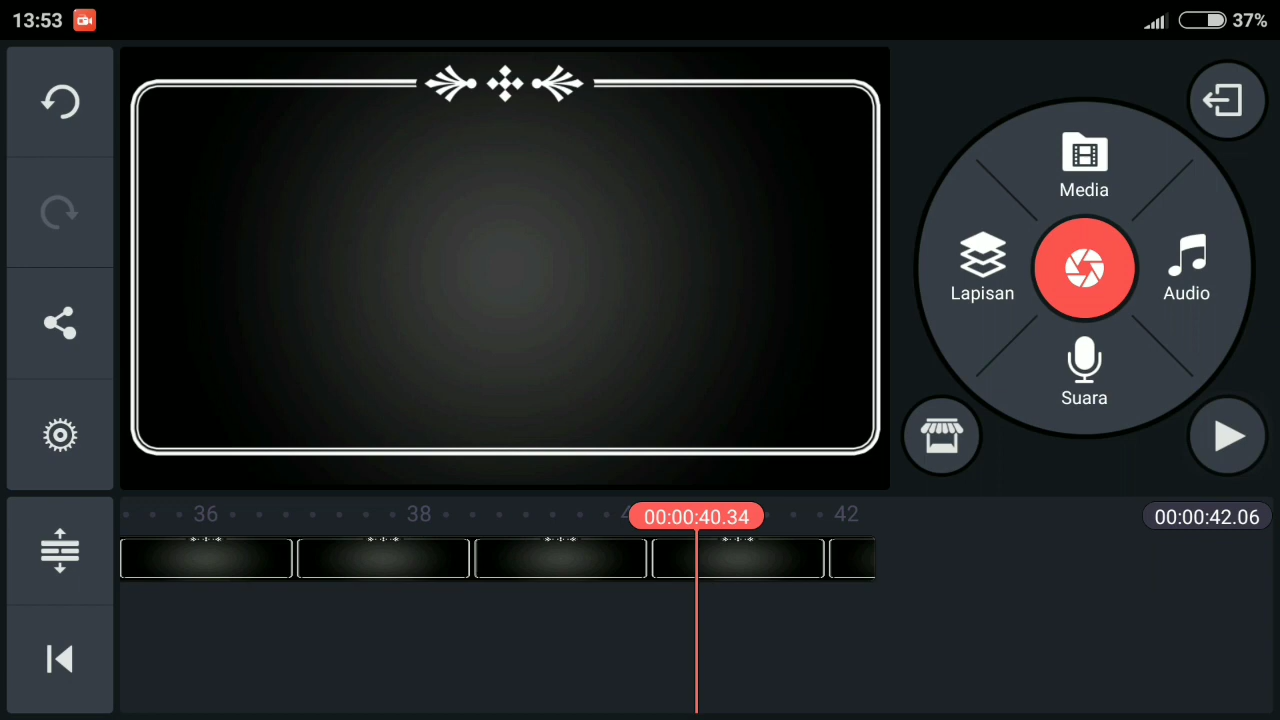 13:53
37%
Media
Lapisan
Audio
Suara
36
38
00:00:40.34
42
00:00:42.06